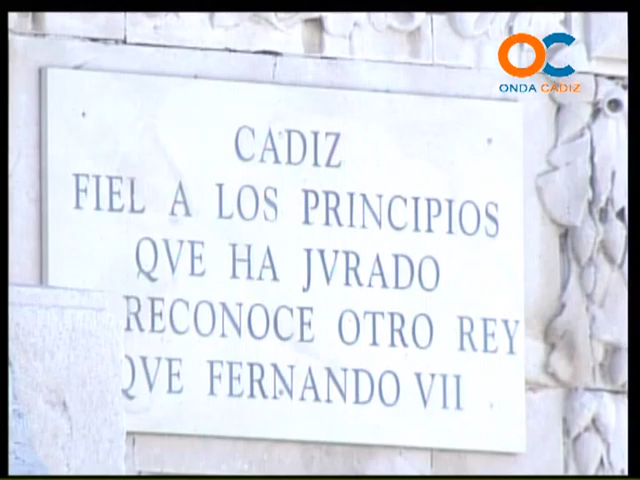 OC
ONDA CADIZ
CADIZ
FIEL A LOS PRINCIPIOS
QVE HA JVRADO
RECONOCE OTRO REY
QVE FERNANDO VII